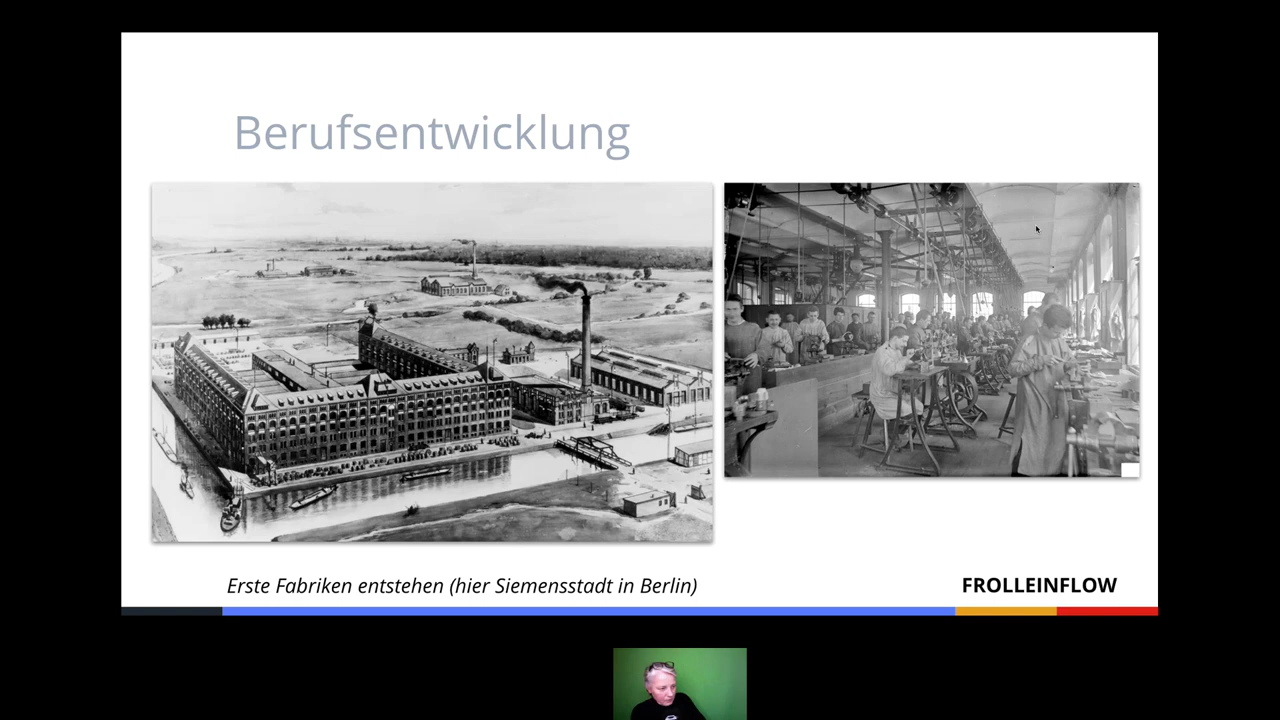 Berufsentwicklung
Erste Fabriken entstehen (hier Siemensstadt in Berlin)
FROLLEINFLOW